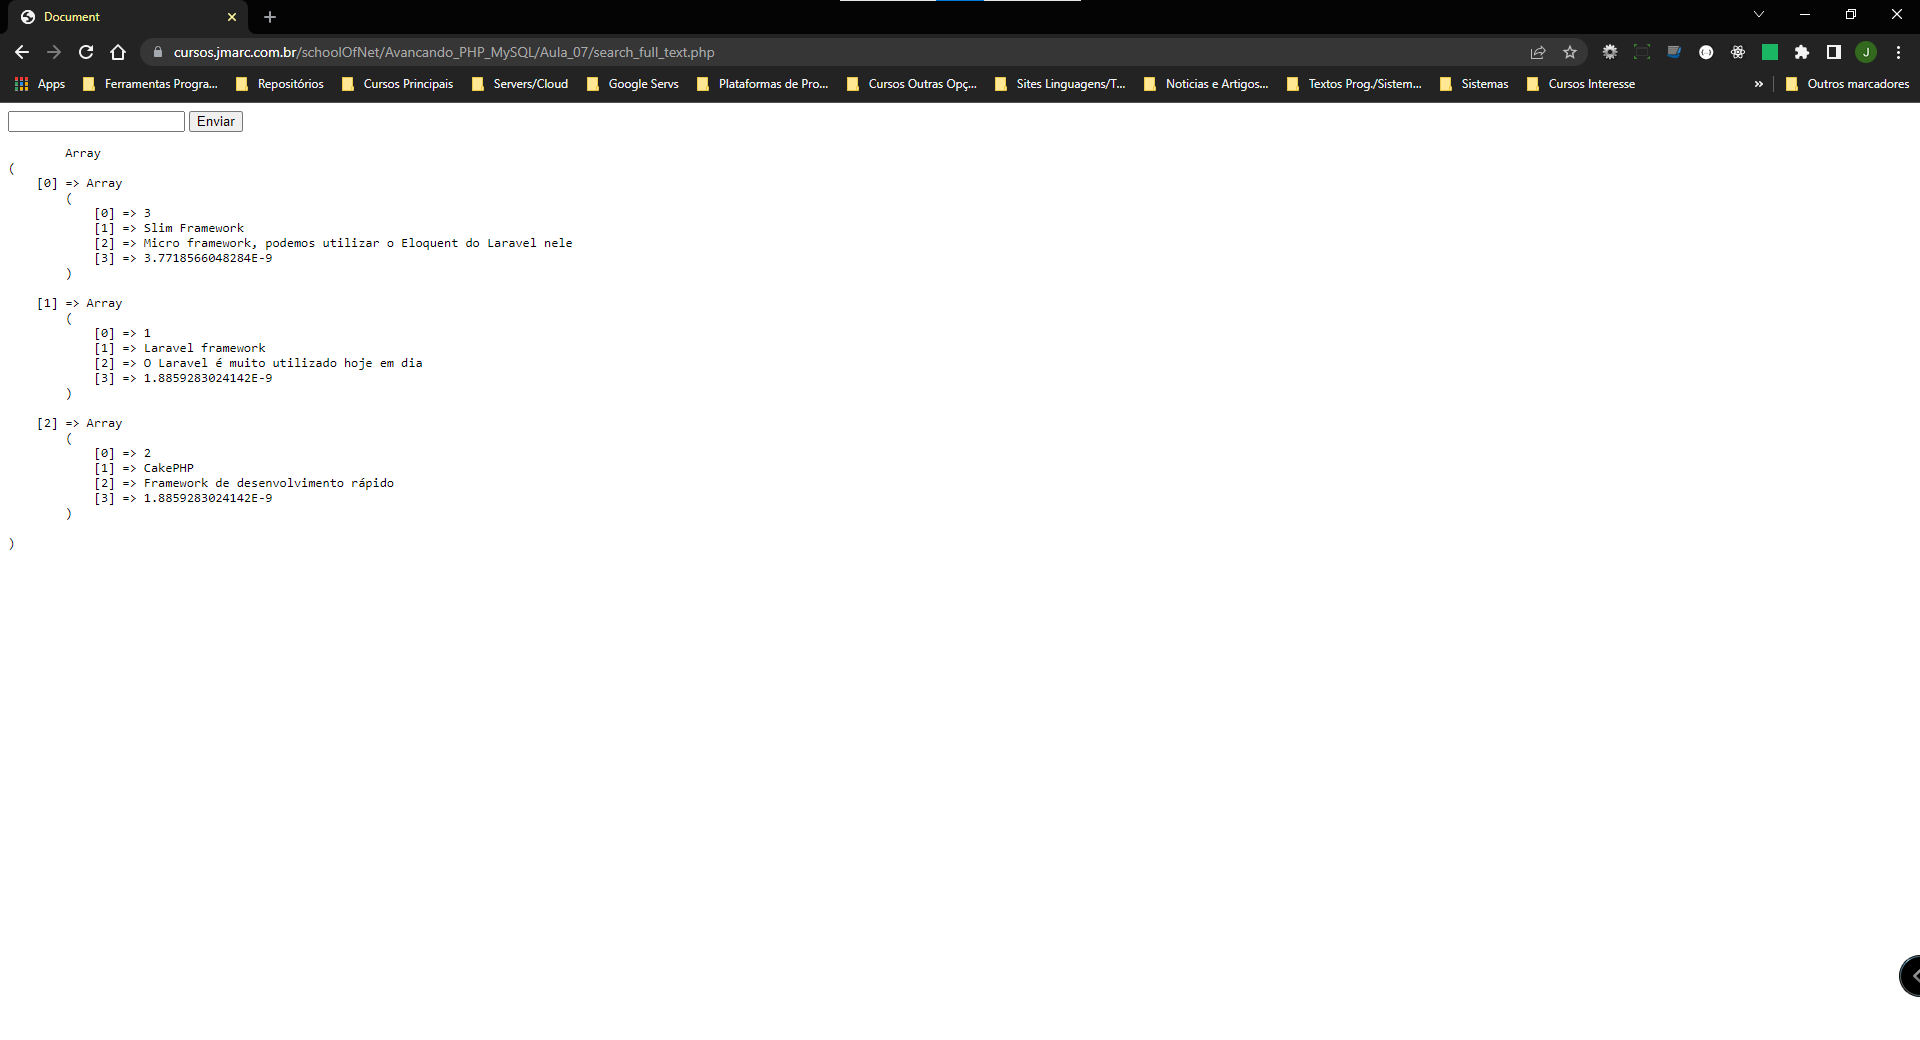 Document
cursos.jmarc.com.br/schoolOfNet/Avancando_PHP_MySQL/Aula_07/search_full_text.php
J
Apps Ferramentas Progra... Repositórios Cursos Principais Servers/Cloud Google Servs Plataformas de Pro... Cursos Outras Opç... Sites Linguagens/T... Noticias e Artigos... Textos Prog./Sistem... Sistemas Cursos Interesse » Outros marcadores
Enviar
Array
(
[0] => Array
(
[0] => 3
[1] => Slim Framework
[2] => Micro framework, podemos utilizar o Eloquent do Laravel nele
[3] => 3.7718566048284E-9
)
[1] => Array
(
[0] => 1
[1] => Laravel framework
[2] => O Laravel é muito utilizado hoje em dia
[3] => 1.8859283024142E-9
)
[2] => Array
(
[0] => 2
[1] => CakePHP
[2] => Framework de desenvolvimento rápido
[3] => 1.8859283024142E-9
)
)